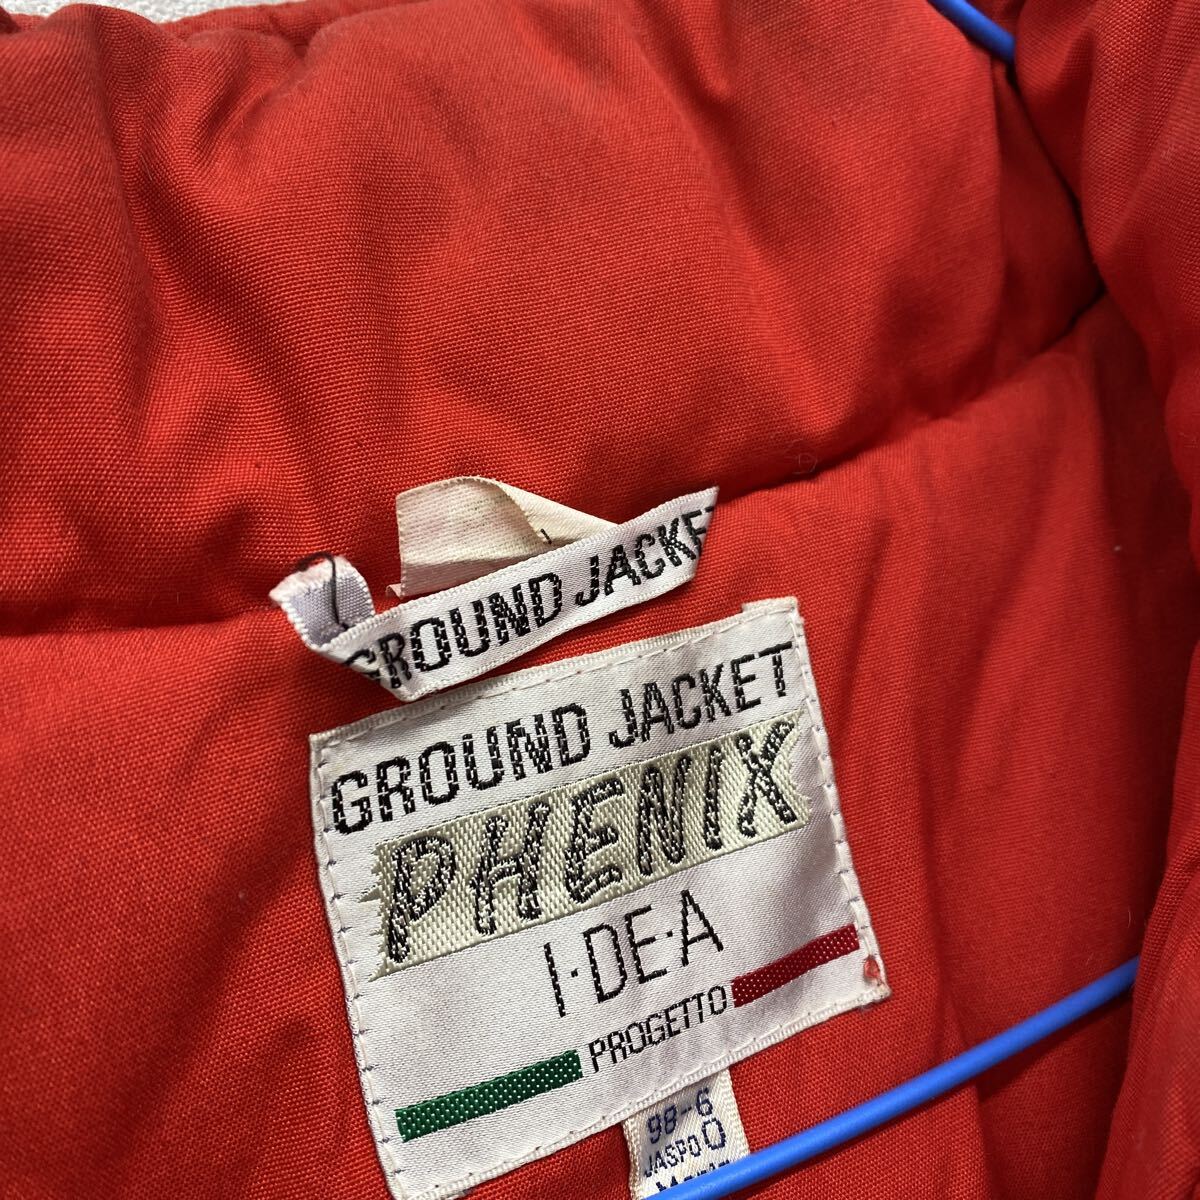 GROUND JACKET
GROUND JACKET
PHENIX
I·DE·A
PROGETTO
98-6
JASPO O